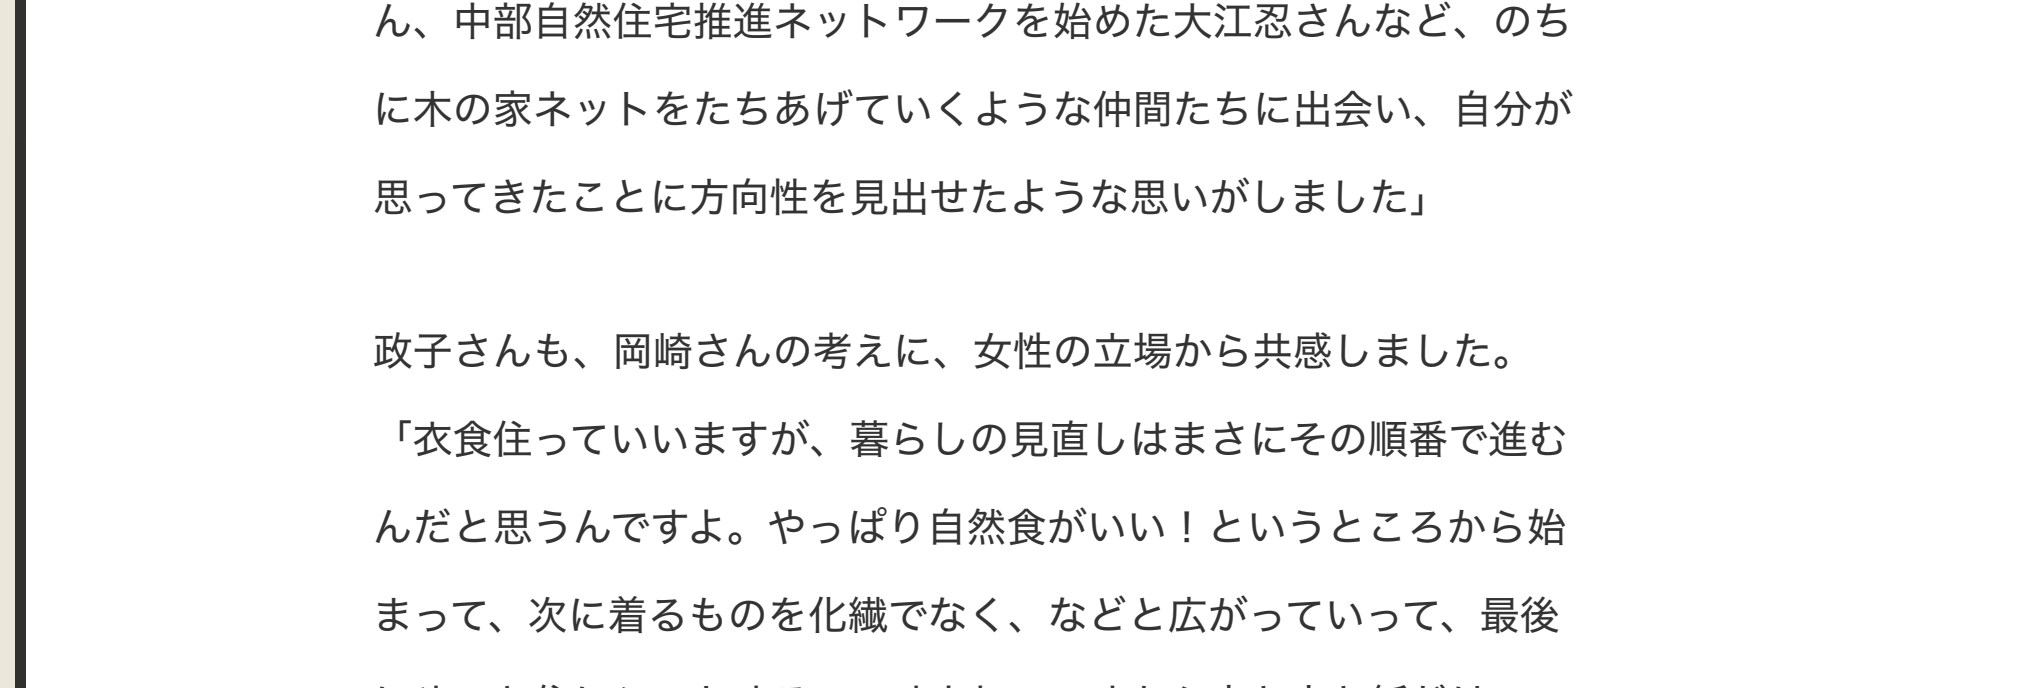 ん、中部自然住宅推進ネットワークを始めた大江忍さんなど、のち
に木の家ネットをたちあげていくような仲間たちに出会い、自分が
思ってきたことに方向性を見出せたような思いがしました」
政子さんも、岡崎さんの考えに、女性の立場から共感しました。
「衣食住っていいますが、暮らしの見直しはまさにその順番で進む
んだと思うんですよ。やっぱり自然食がいい！というところから始
まって、次に着るものを化繊でなく、などと広がっていって、最後